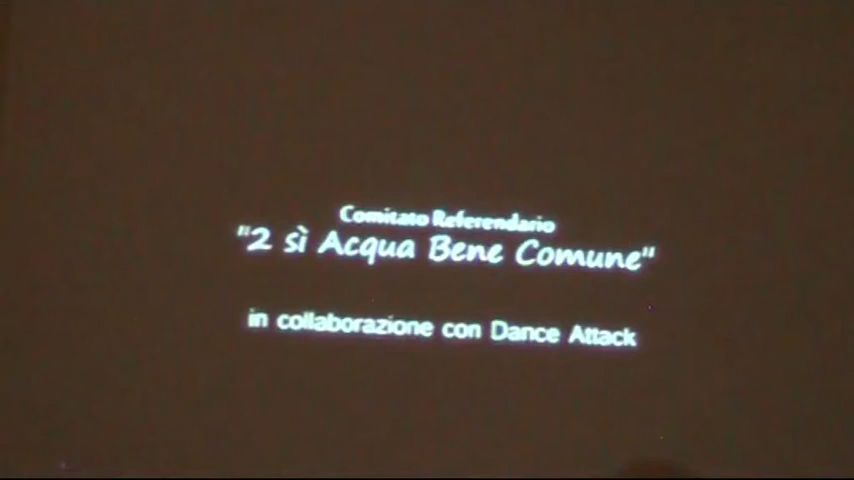 Comitato Referendario
"2 sì Acqua Bene Comune"
in collaborazione con Dance Attack